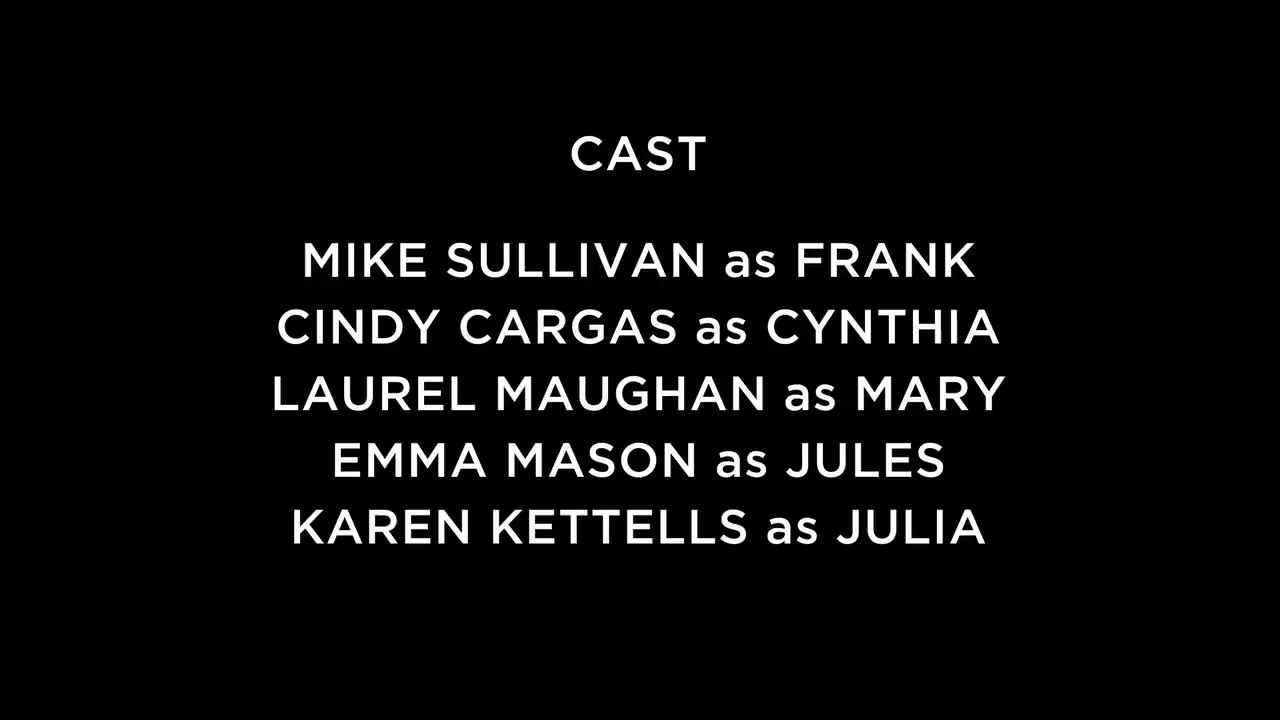 CAST
MIKE SULLIVAN as FRANK
CINDY CARGAS as CYNTHIA
LAUREL MAUGHAN as MARY
EMMA MASON as JULES
KAREN KETTELLS as JULIA